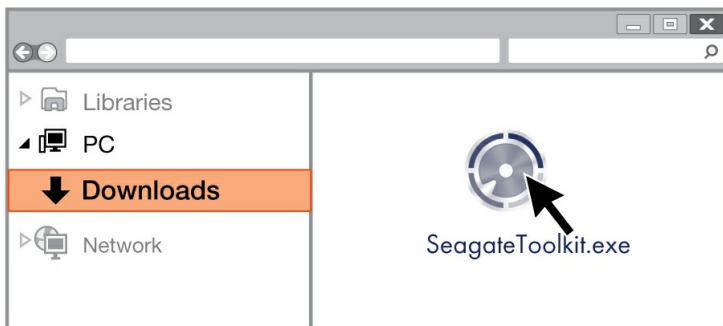 Libraries
PC
Downloads
Network
SeagateToolkit.exe